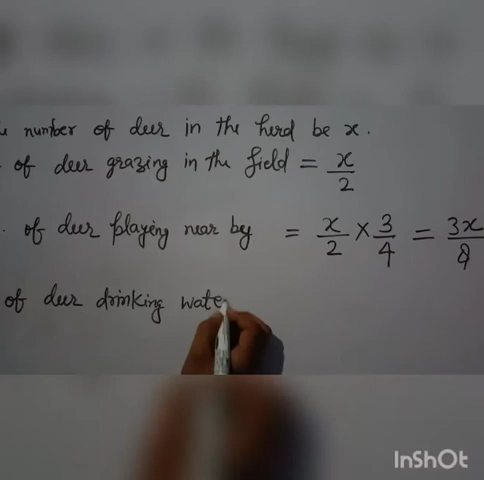 number of deer in the herd be x.
of deer grazing in the field = x/2
. of deer playing near by = x/2 × 3/4 = 3x/8
of deer drinking wate
InShOt